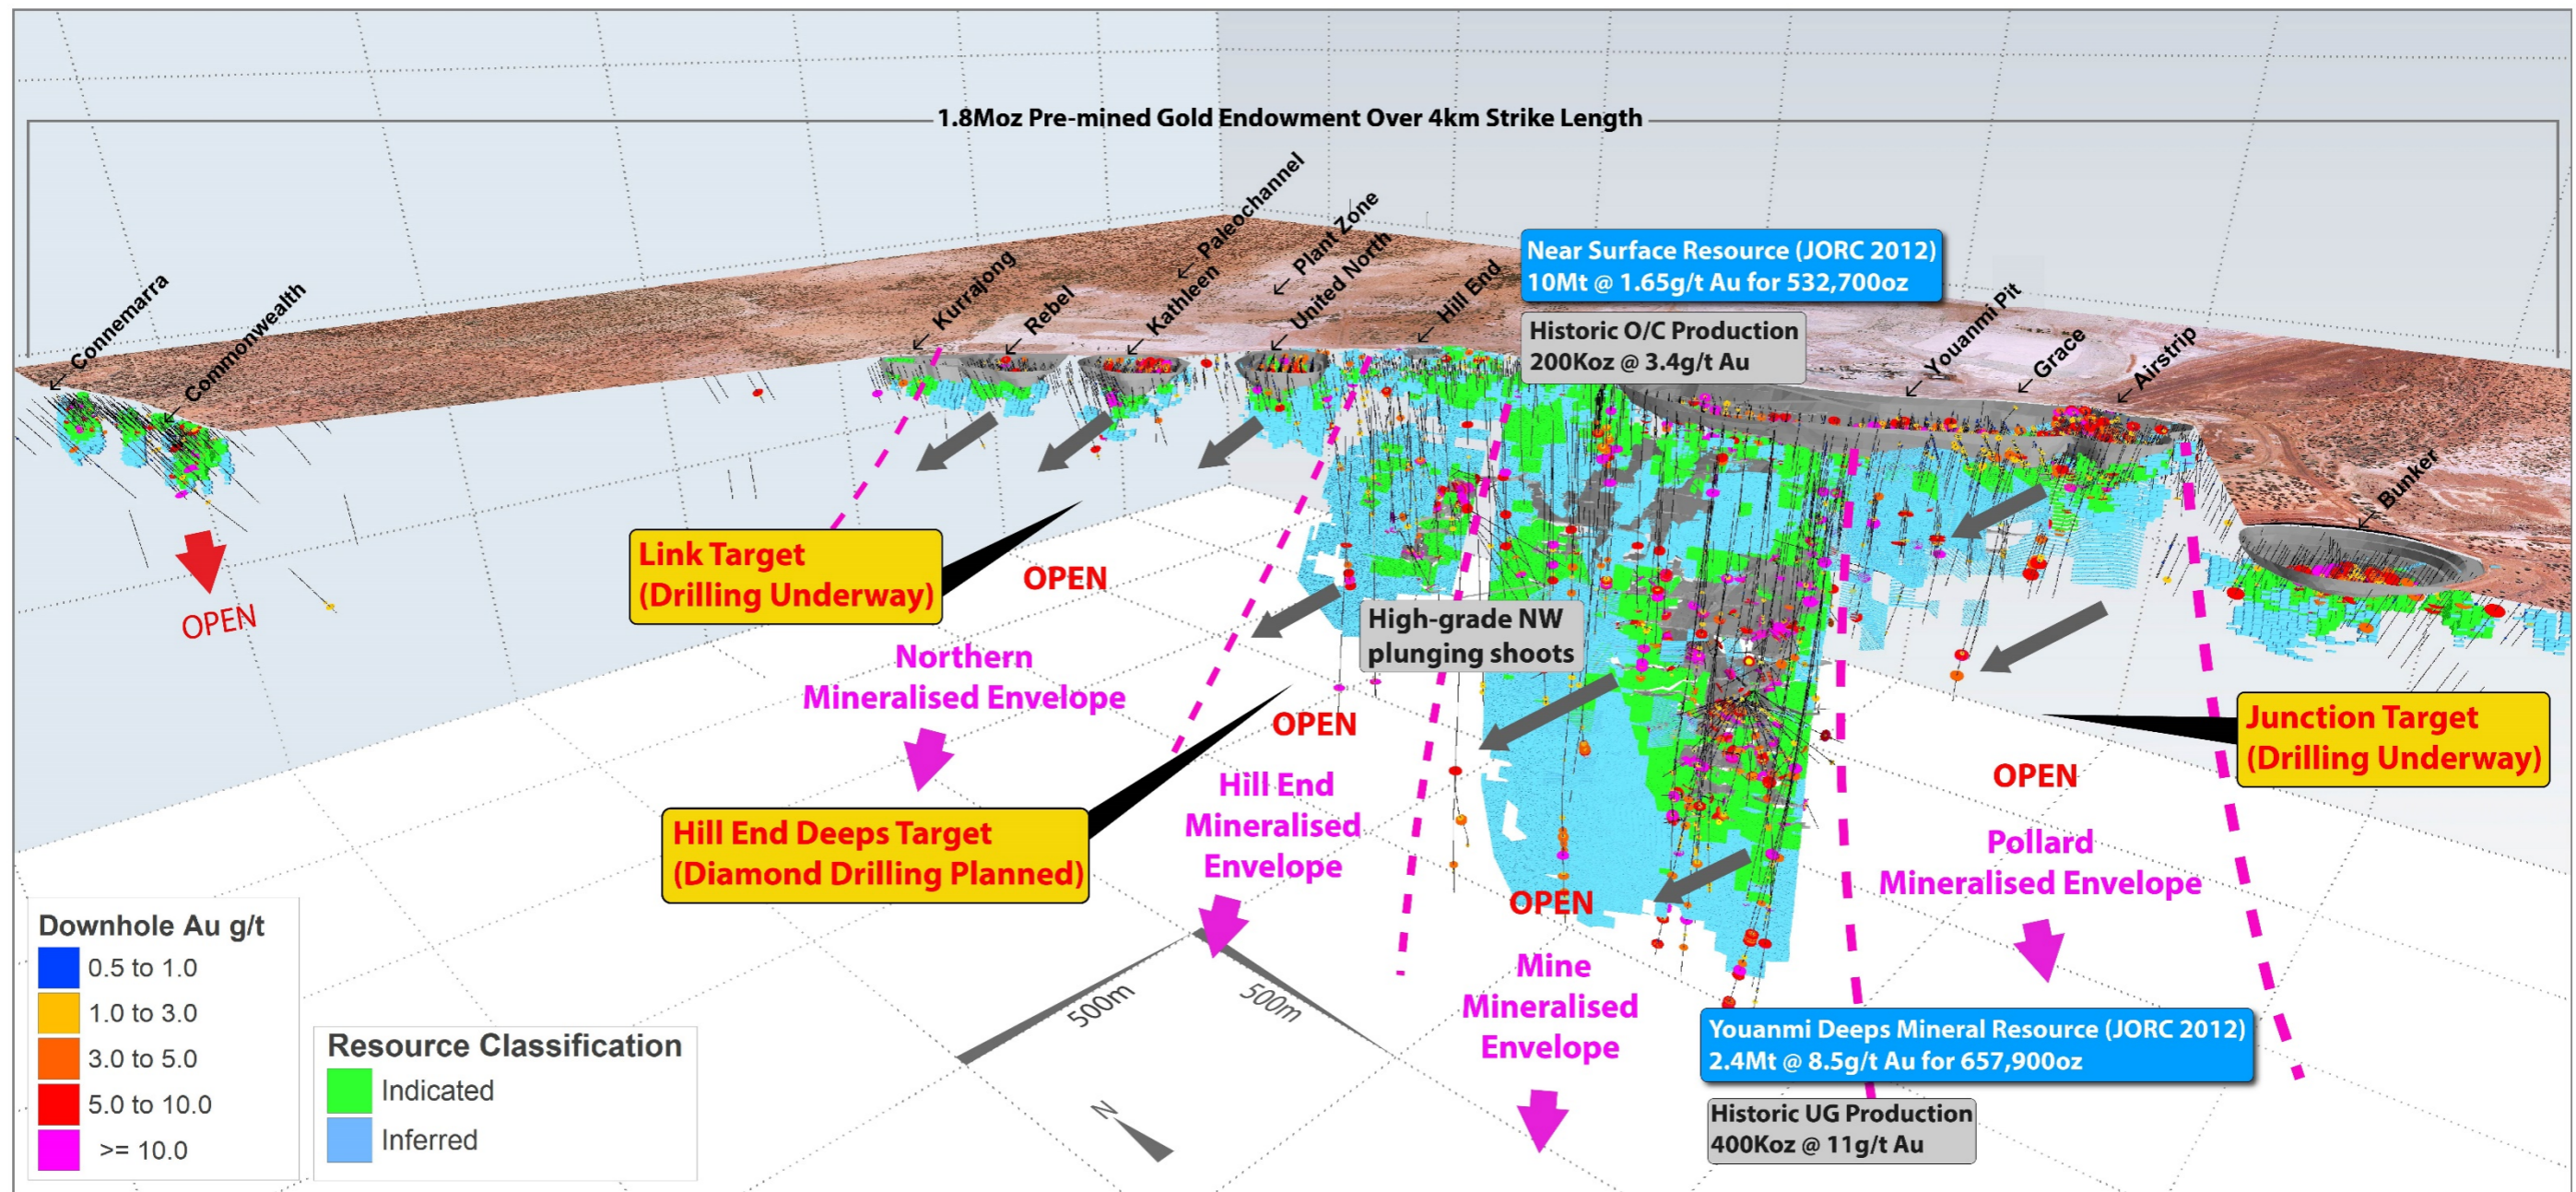 1.8Moz Pre-mined Gold Endowment Over 4km Strike Length
Connemarra
Commonwealth
Kurrajong
Rebel
Paleochannel
Kathleen
Plant Zone
United North
Hill End
Near Surface Resource (JORC 2012)
10Mt @ 1.65g/t Au for 532,700oz
Historic O/C Production
200Koz @ 3.4g/t Au
Youanmi Pit
Grace
Airstrip
Bunker
OPEN
Link Target
(Drilling Underway)
OPEN
Northern
Mineralised Envelope
High-grade NW
plunging shoots
Hill End Deeps Target
(Diamond Drilling Planned)
OPEN
Hill End
Mineralised
Envelope
OPEN
Mine
Mineralised
Envelope
Junction Target
(Drilling Underway)
OPEN
Pollard
Mineralised Envelope
Youanmi Deeps Mineral Resource (JORC 2012)
2.4Mt @ 8.5g/t Au for 657,900oz
Historic UG Production
400Koz @ 11g/t Au
500m
500m
N
Downhole Au g/t
0.5 to 1.0
1.0 to 3.0
3.0 to 5.0
5.0 to 10.0
>= 10.0
Resource Classification
Indicated
Inferred